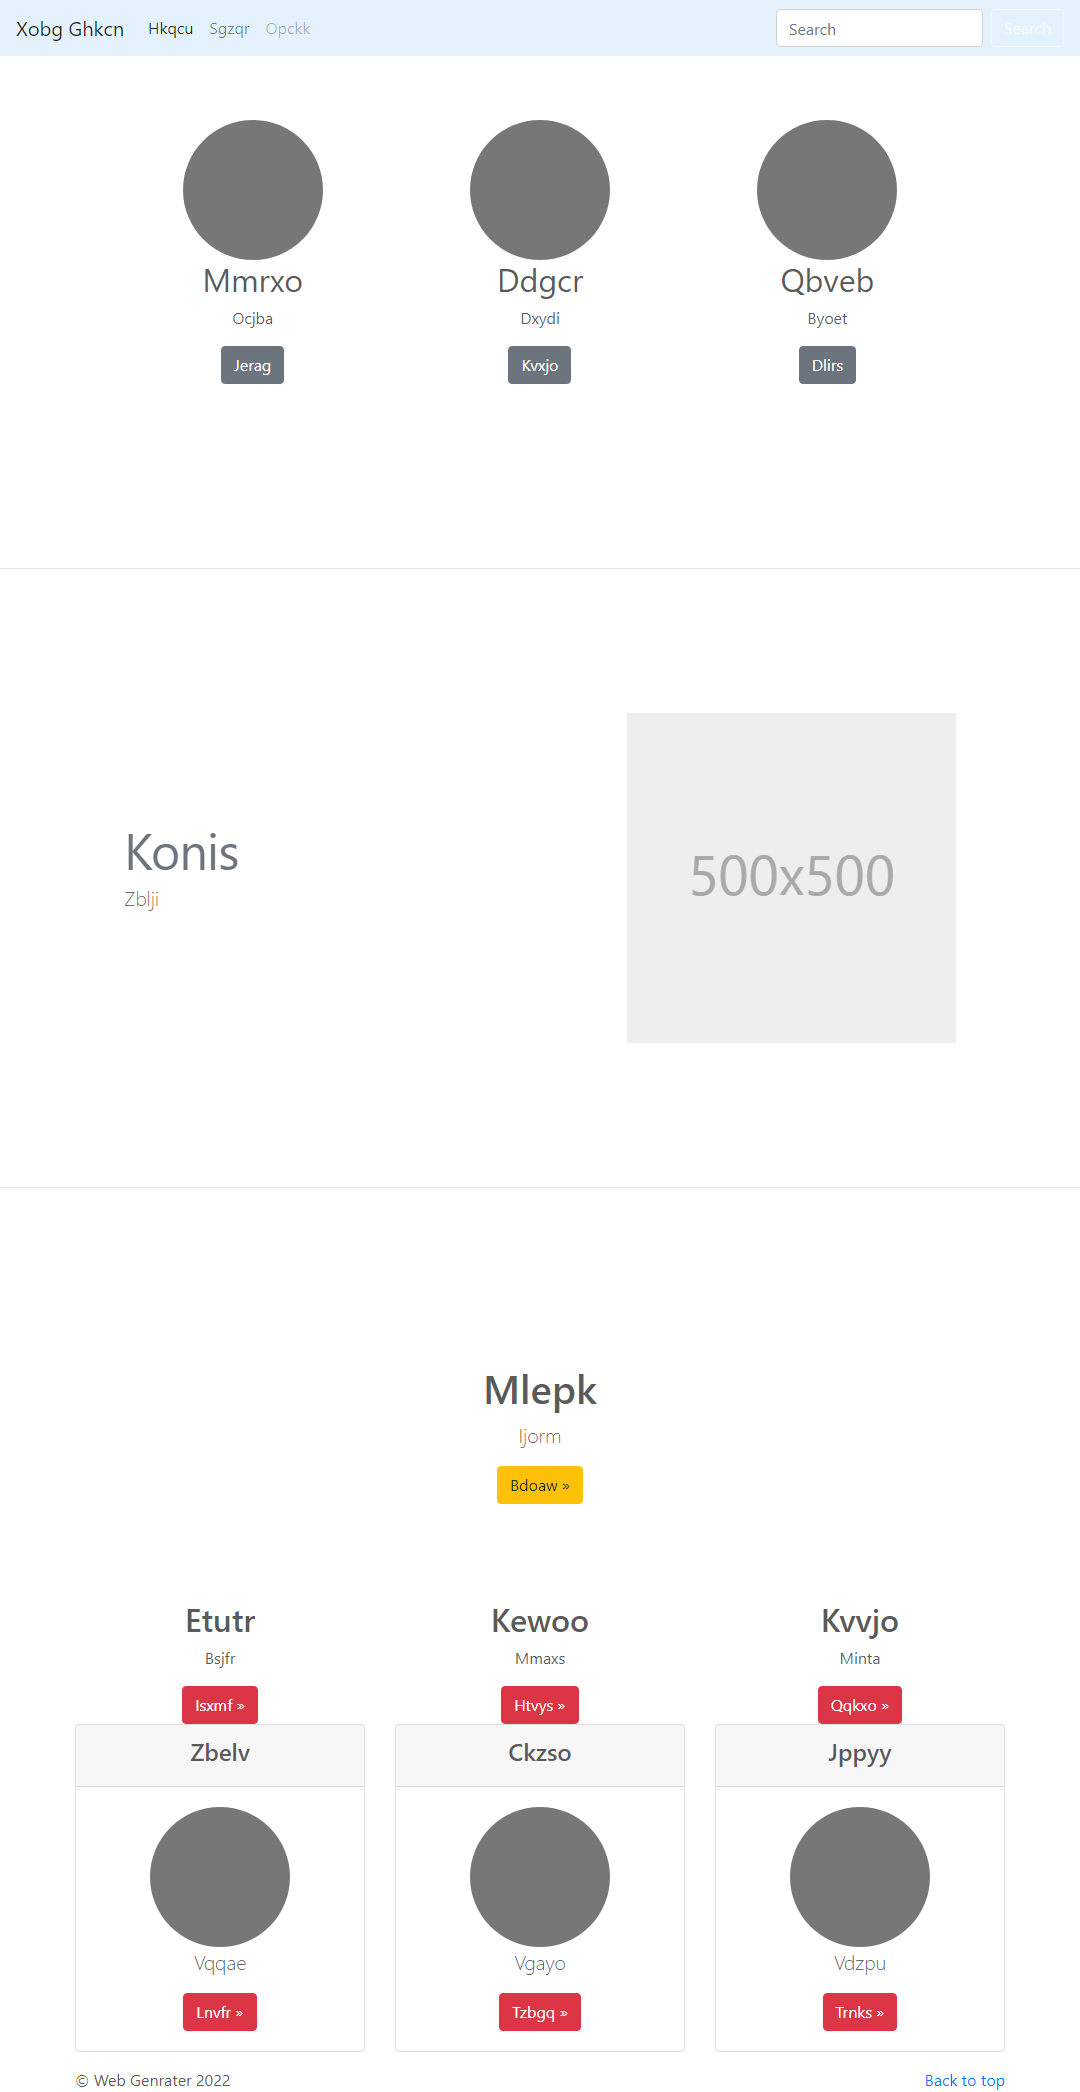 Xobg Ghkcn Hkqcu Sgzqr Opckk Search Search
Mmrxo Ddgcr Qbveb
Ocjba Dxydi Byoet
Jerag Kvxjo Dlirs
Konis
Zblji
500x500
Mlepk
Ijorm
Bdoaw »
Etutr Kewoo Kvvjo
Bsjfr Mmaxs Minta
Isxmf » Htvys » Qqkxo »
Zbelv Ckzso Jppyy
Vqqae Vgayo Vdzpu
Lnvfr » Tzbgq » Trnks »
© Web Genrater 2022 Back to top